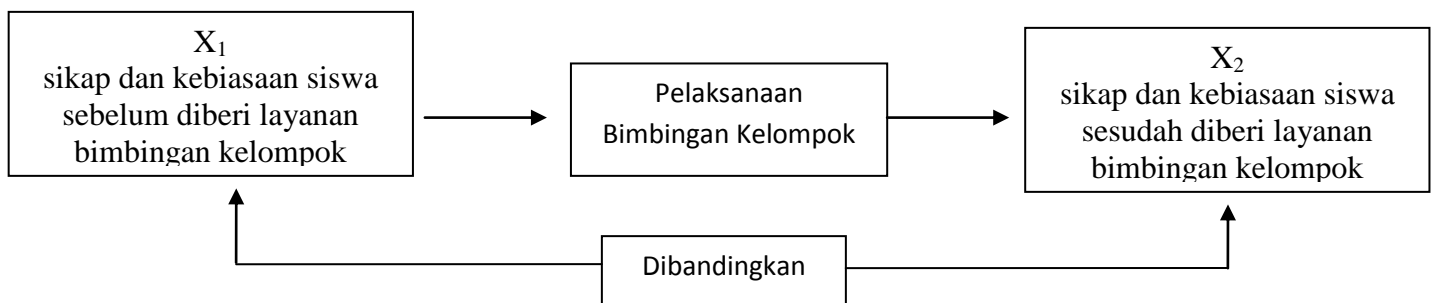 X₁
sikap dan kebiasaan siswa
sebelum diberi layanan
bimbingan kelompok
Pelaksanaan
Bimbingan Kelompok
X₂
sikap dan kebiasaan siswa
sesudah diberi layanan
bimbingan kelompok
Dibandingkan